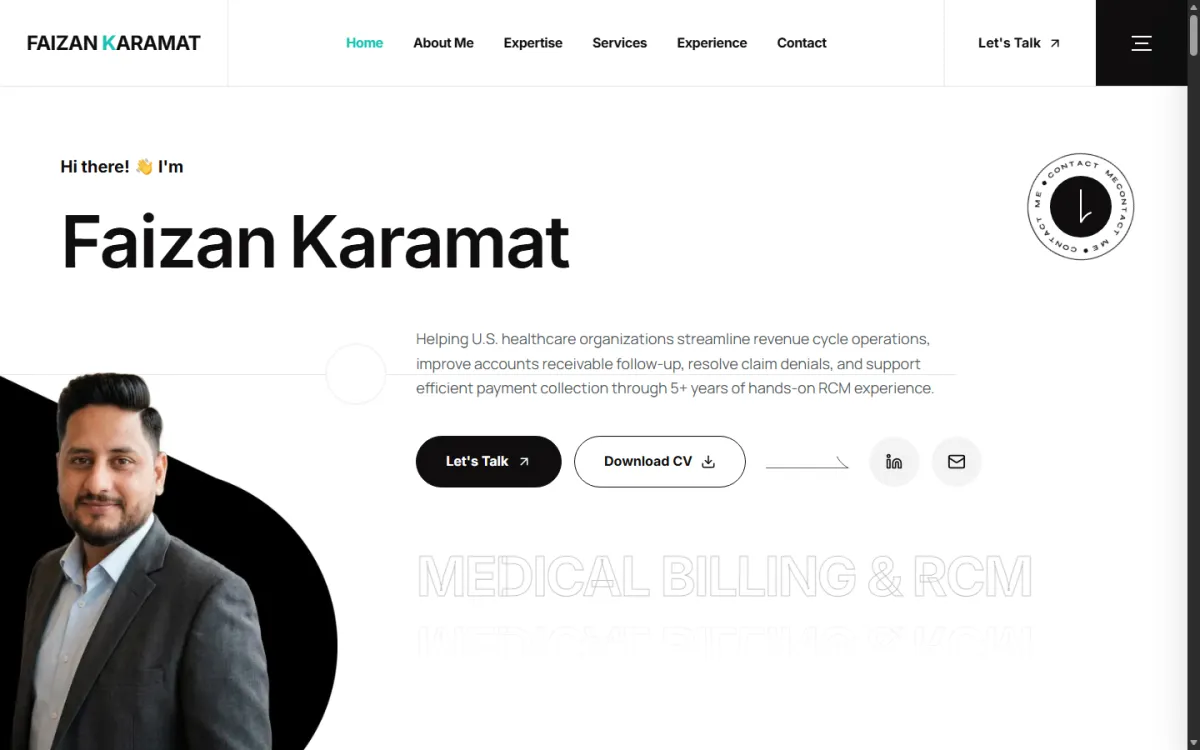 FAIZAN KARAMAT
Home
About Me
Expertise
Services
Experience
Contact
Let's Talk
Hi there! 👋 I'm
Faizan Karamat
CONTACT MECONTACT ME • CONTACT ME •
Helping U.S. healthcare organizations streamline revenue cycle operations,
improve accounts receivable follow-up, resolve claim denials, and support
efficient payment collection through 5+ years of hands-on RCM experience.
Let's Talk
Download CV
in
MEDICAL BILLING & RCM